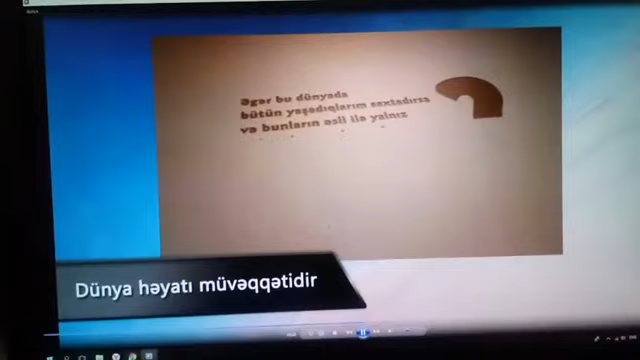 Əgər bu dünyada
bütün yaşadıqlarım saxtadırsa
və bunların əsli ilə yalnız
Dünya həyatı müvəqqətidir